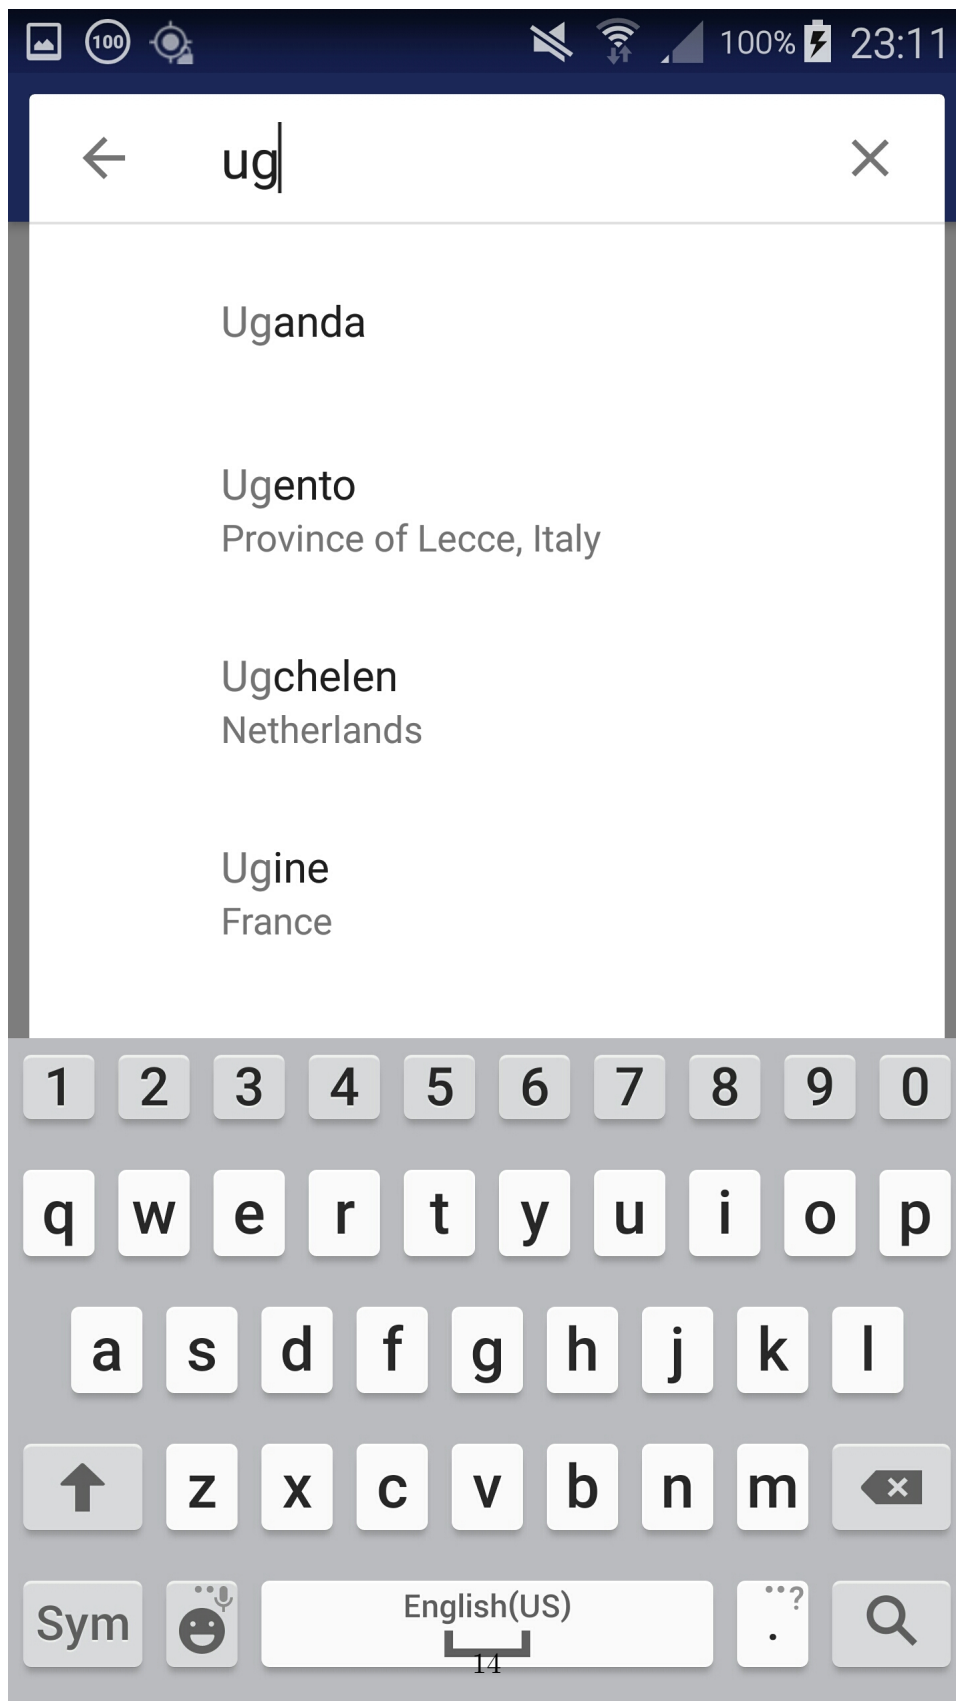 100 100% 23:11
ug
Uganda
Ugento
Province of Lecce, Italy
Ugchelen
Netherlands
Ugine
France
1 2 3 4 5 6 7 8 9 0
q w e r t y u i o p
a s d f g h j k l
z x c v b n m
Sym English(US) . ?
14